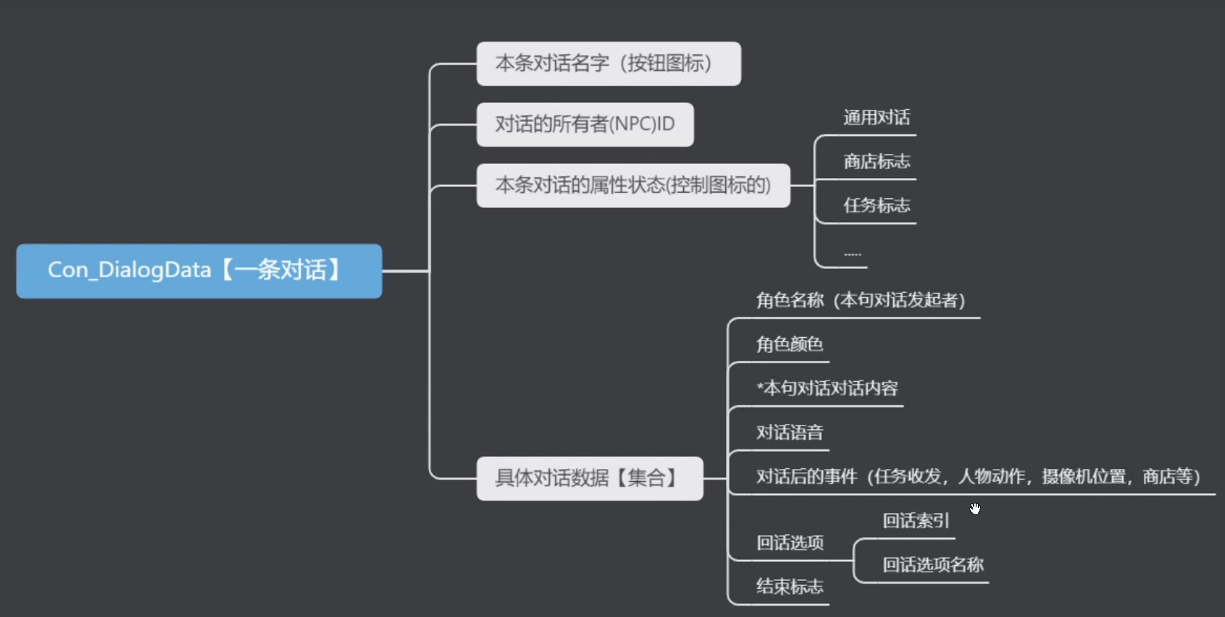 Con_DialogData【一条对话】
本条对话名字（按钮图标）
对话的所有者(NPC)ID
本条对话的属性状态(控制图标的)
通用对话
商店标志
任务标志
.....
具体对话数据【集合】
角色名称（本句对话发起者）
角色颜色
*本句对话对话内容
对话语音
对话后的事件（任务收发，人物动作，摄像机位置，商店等）
回话选项
回话索引
回话选项名称
结束标志